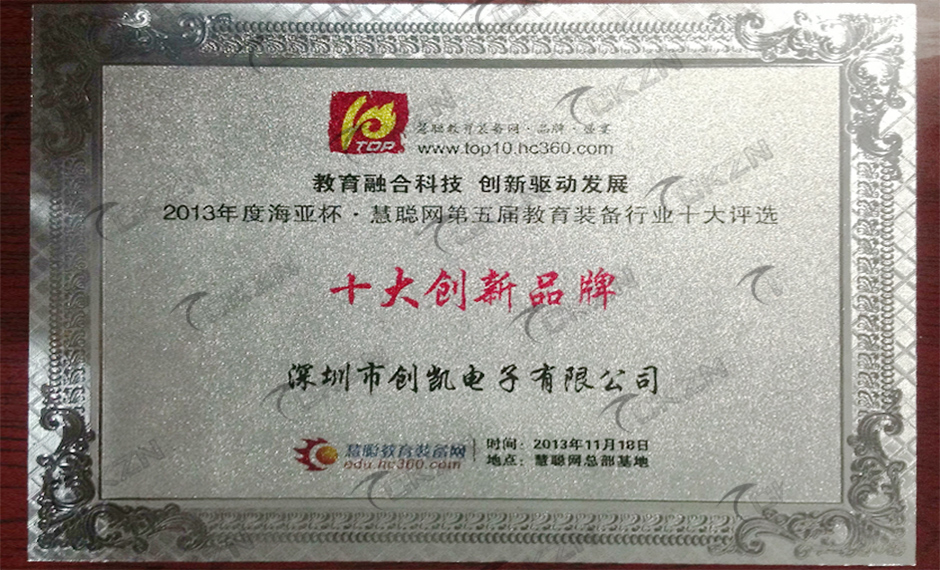 TOP
慧聪教育装备网·品牌·盛宴
www.top10.hc360.com
教育融合科技 创新驱动发展
2013年度海亚杯·慧聪网第五届教育装备行业十大评选
十大创新品牌
深圳市创凯电子有限公司
慧聪教育装备网
edu.hc360.com
时间：2013年11月18日
地点：慧聪网总部基地
CKZN